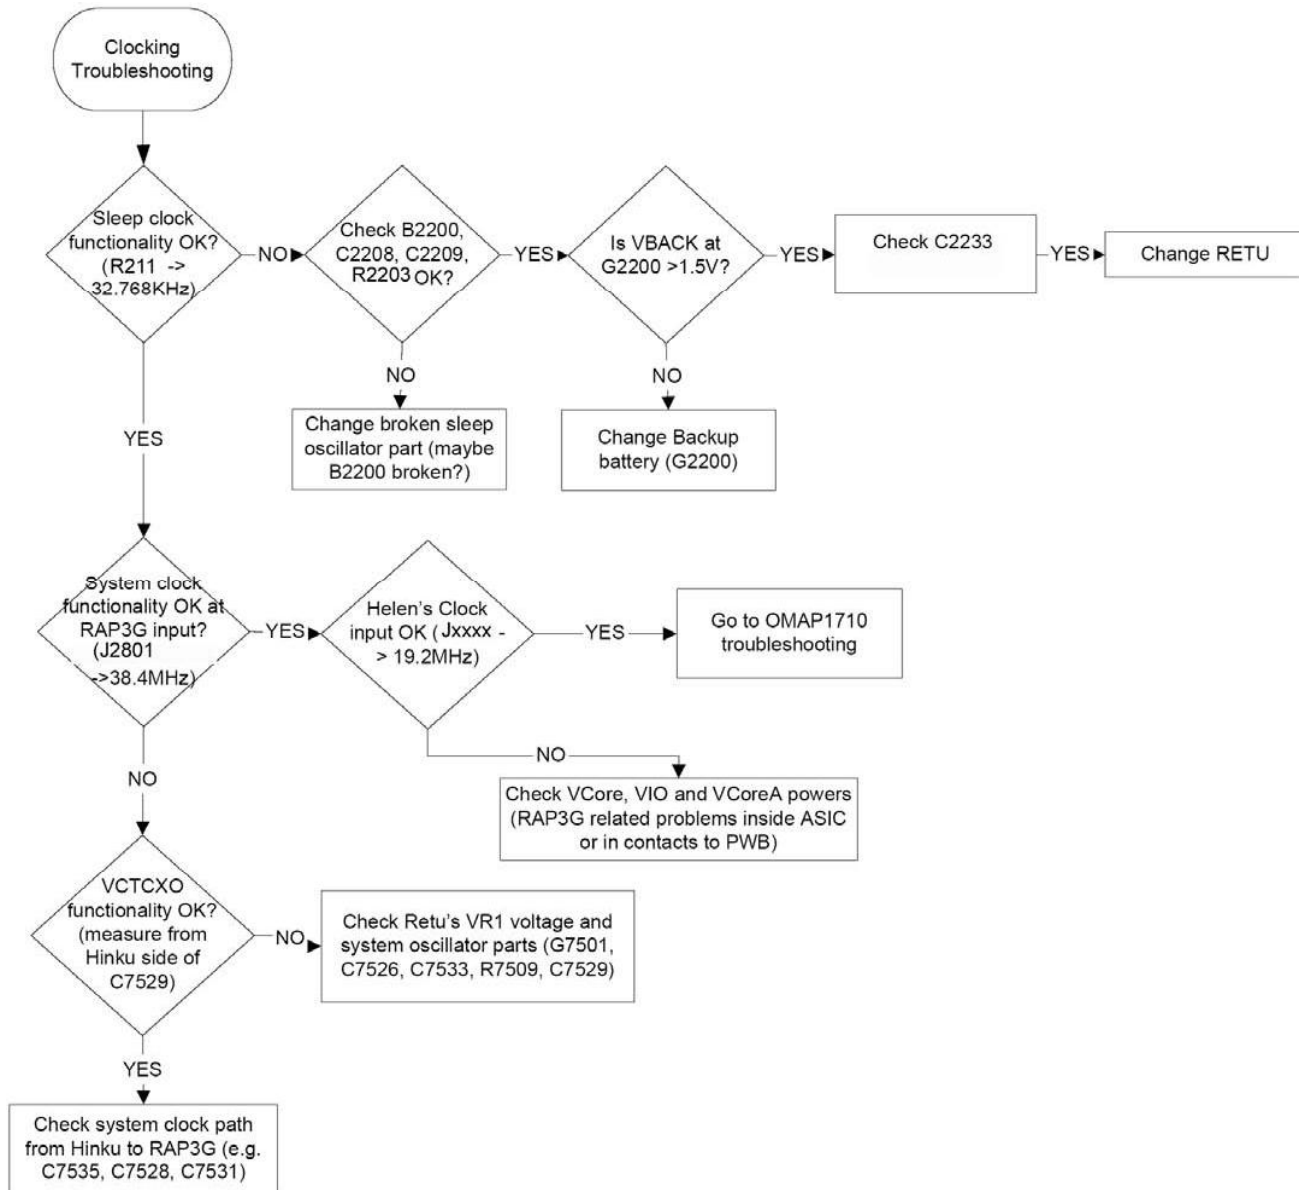 Clocking
Troubleshooting
Sleep clock
functionality OK?
(R211 ->
32.768KHz)
NO
Check B2200,
C2208, C2209,
R2203 OK?
YES
Is VBACK at
G2200 >1.5V?
YES
Check C2233
YES
Change RETU
NO
Change broken sleep
oscillator part (maybe
B2200 broken?)
NO
Change Backup
battery (G2200)
YES
System clock
functionality OK at
RAP3G input?
(J2801
->38.4MHz)
YES
Helen's Clock
input OK (Jxxxx -
> 19.2MHz)
YES
Go to OMAP1710
troubleshooting
NO
Check VCore, VIO and VCoreA powers
(RAP3G related problems inside ASIC
or in contacts to PWB)
NO
VCTCXO
functionality OK?
(measure from
Hinku side of
C7529)
NO
Check Retu's VR1 voltage and
system oscillator parts (G7501,
C7526, C7533, R7509, C7529)
YES
Check system clock path
from Hinku to RAP3G (e.g.
C7535, C7528, C7531)